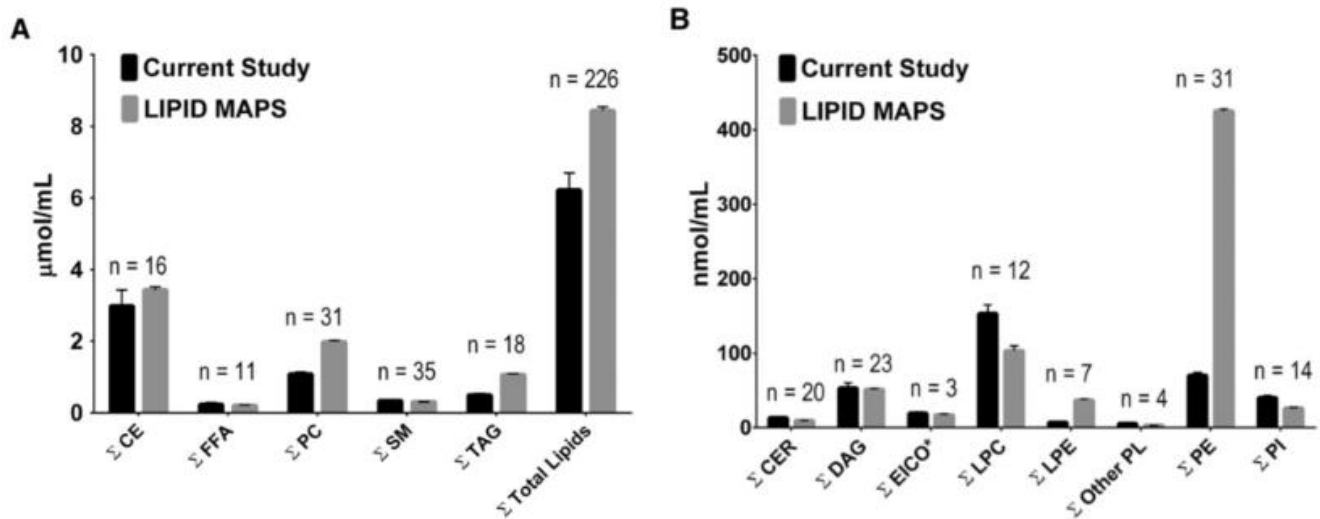 A
10
8
6
4
2
0
μmol/mL
Current Study
LIPID MAPS
n = 16
n = 11
n = 31
n = 35
n = 18
n = 226
Σ CE
Σ FFA
Σ PC
Σ SM
Σ TAG
Σ Total Lipids
B
500
400
300
200
100
0
nmol/mL
Current Study
LIPID MAPS
n = 20
n = 23
n = 3
n = 12
n = 7
n = 4
n = 31
n = 14
Σ CER
Σ DAG
Σ EICO*
Σ LPC
Σ LPE
Σ Other PL
Σ PE
Σ PI